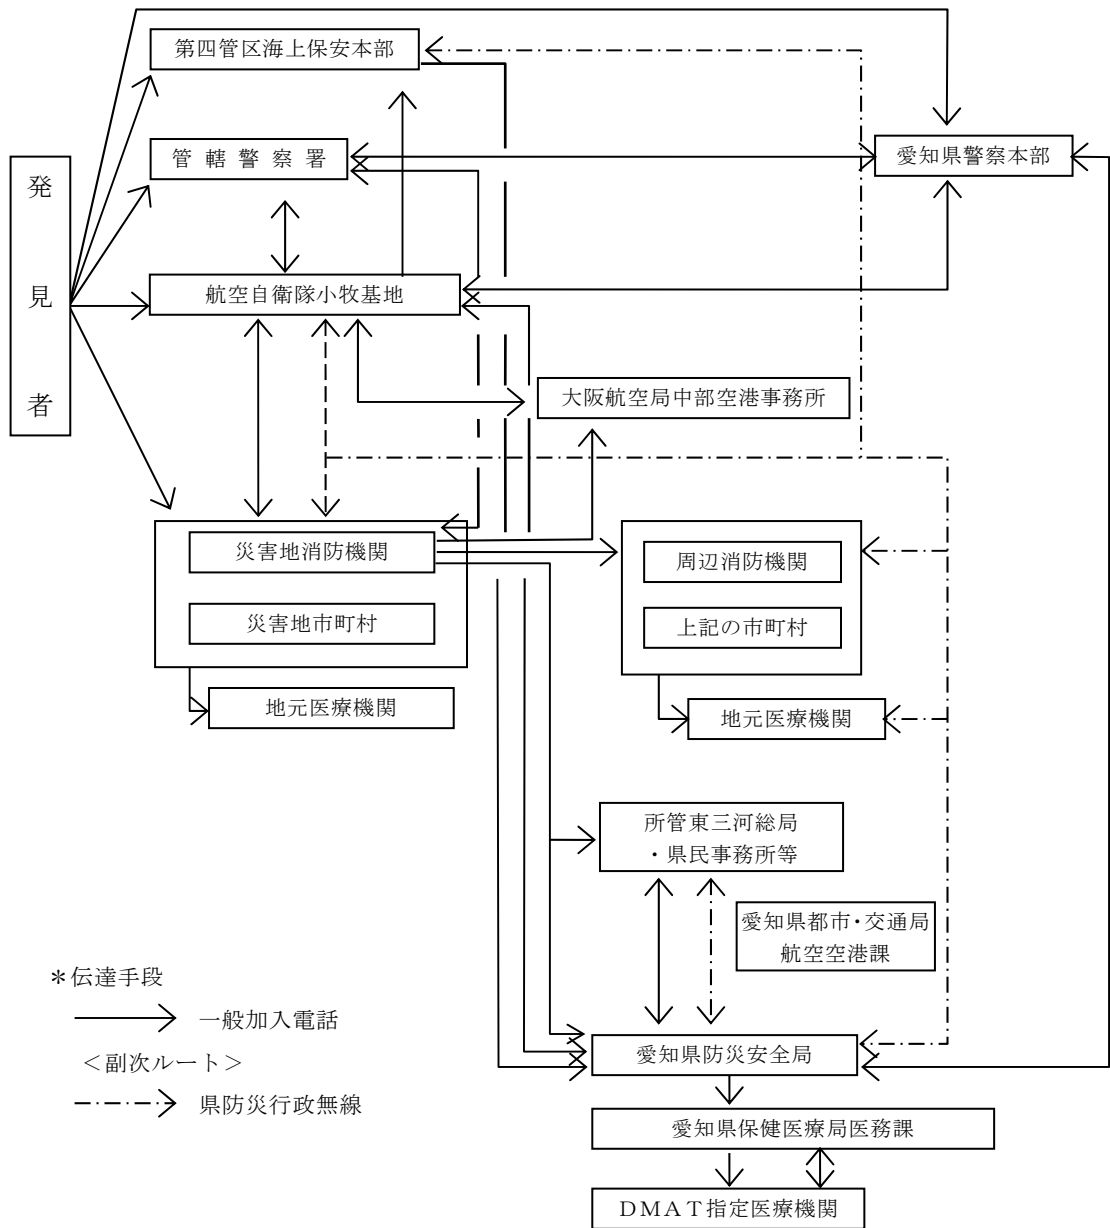 第四管区海上保安本部
管轄警察署
愛知県警察本部
発見者
航空自衛隊小牧基地
大阪航空局中部空港事務所
災害地消防機関
災害地市町村
地元医療機関
周辺消防機関
上記の市町村
地元医療機関
所管東三河総局
・県民事務所等
愛知県都市・交通局
航空空港課
*伝達手段
一般加入電話
<副次ルート>
県防災行政無線
愛知県防災安全局
愛知県保健医療局医務課
DMAT指定医療機関